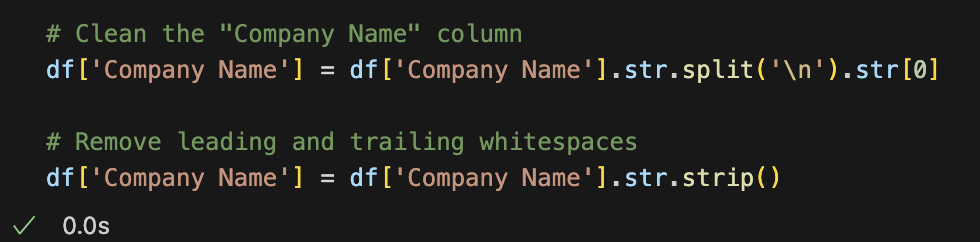 # Clean the "Company Name" column
df['Company Name'] = df['Company Name'].str.split('\n').str[0]
# Remove leading and trailing whitespaces
df['Company Name'] = df['Company Name'].str.strip()
✓ 0.0s